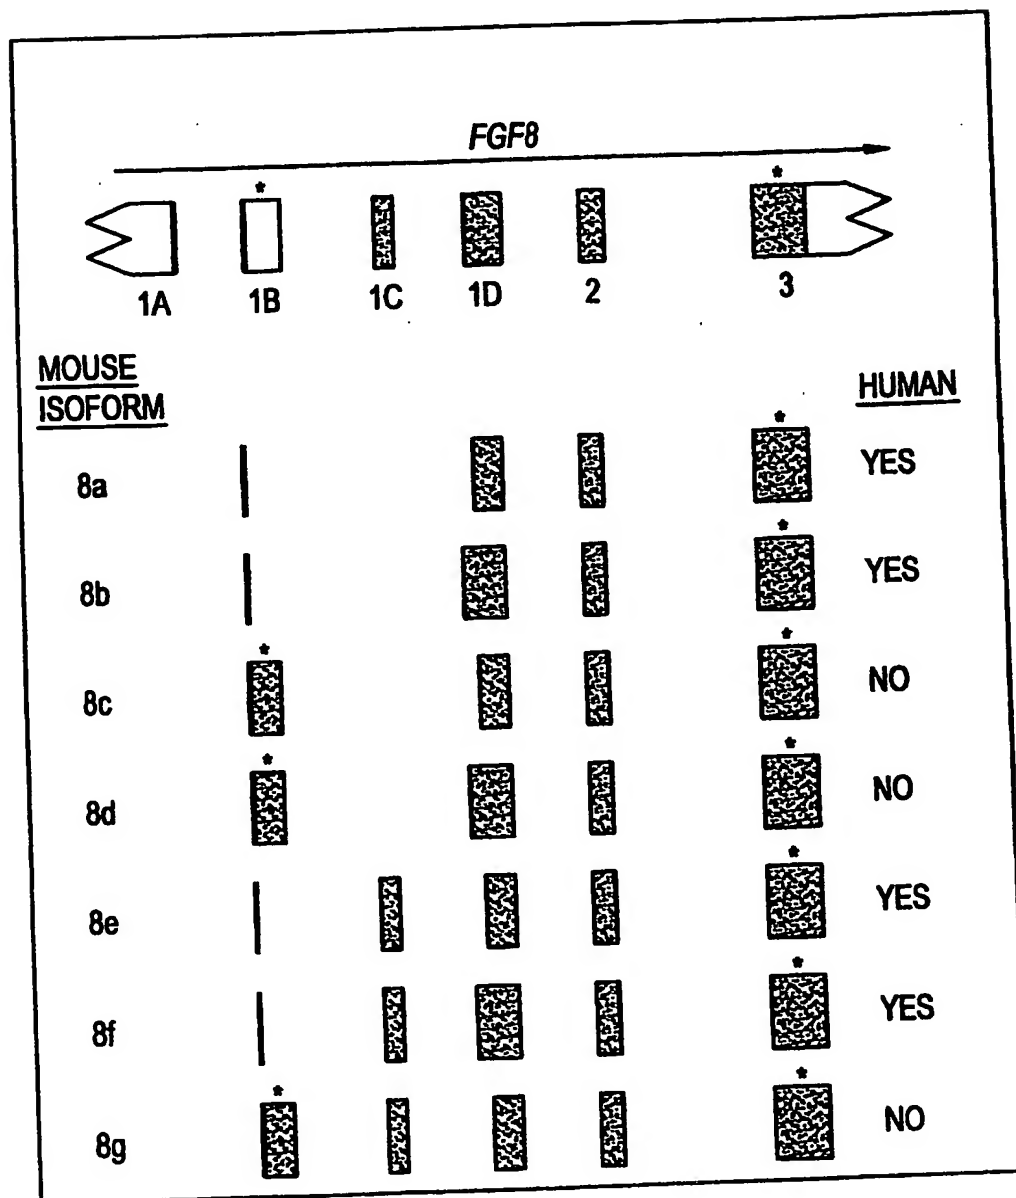 FGF8
* *
1A 1B 1C 1D 2 3
MOUSE
ISOFORM
HUMAN
*
8a YES
*
8b YES
* *
8c NO
* *
8d NO
*
8e YES
*
8f YES
* *
8g NO